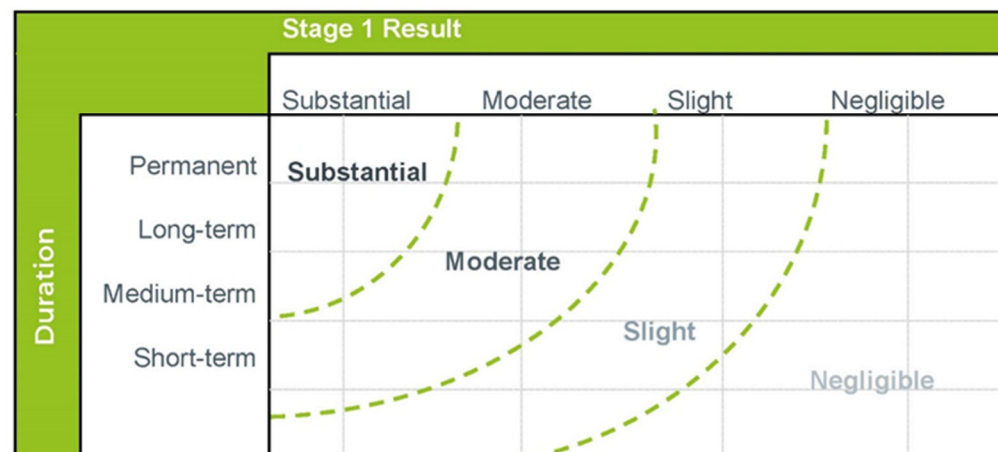 Stage 1 Result
Substantial Moderate Slight Negligible
Permanent Substantial
Long-term
Moderate
Medium-term
Slight
Short-term
Negligible
Duration